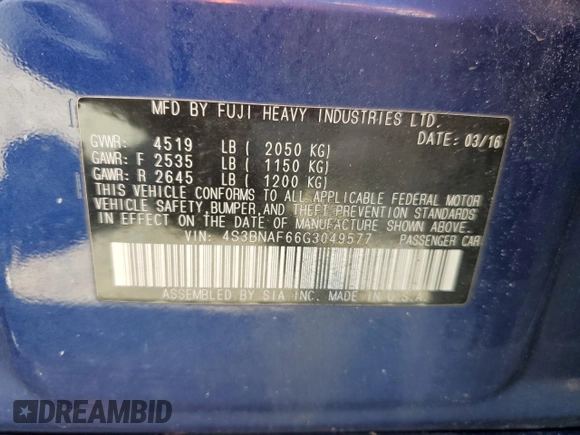 MFD BY FUJI HEAVY INDUSTRIES LTD.
DATE: 03/16
GVWR: 4519 LB ( 2050 KG)
GAWR: F 2535 LB ( 1150 KG)
GAWR: R 2645 LB ( 1200 KG)
THIS VEHICLE CONFORMS TO ALL APPLICABLE FEDERAL MOTOR
VEHICLE SAFETY, BUMPER, AND THEFT PREVENTION STANDARDS
IN EFFECT ON THE DATE OF MANUFACTURE SHOWN ABOVE.
VIN: 4S3BNAF66G3049577 PASSENGER CAR
ASSEMBLED BY SIA INC. MADE IN U.S.A.
DREAMBID